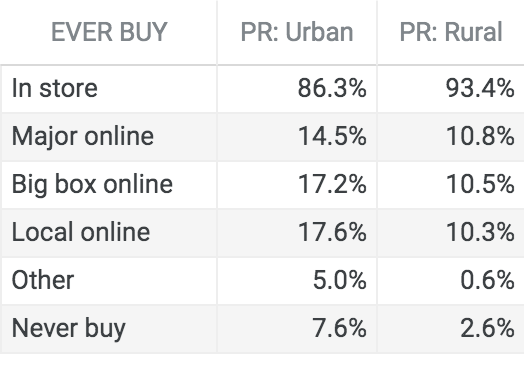 EVER BUY PR: Urban PR: Rural
In store 86.3% 93.4%
Major online 14.5% 10.8%
Big box online 17.2% 10.5%
Local online 17.6% 10.3%
Other 5.0% 0.6%
Never buy 7.6% 2.6%